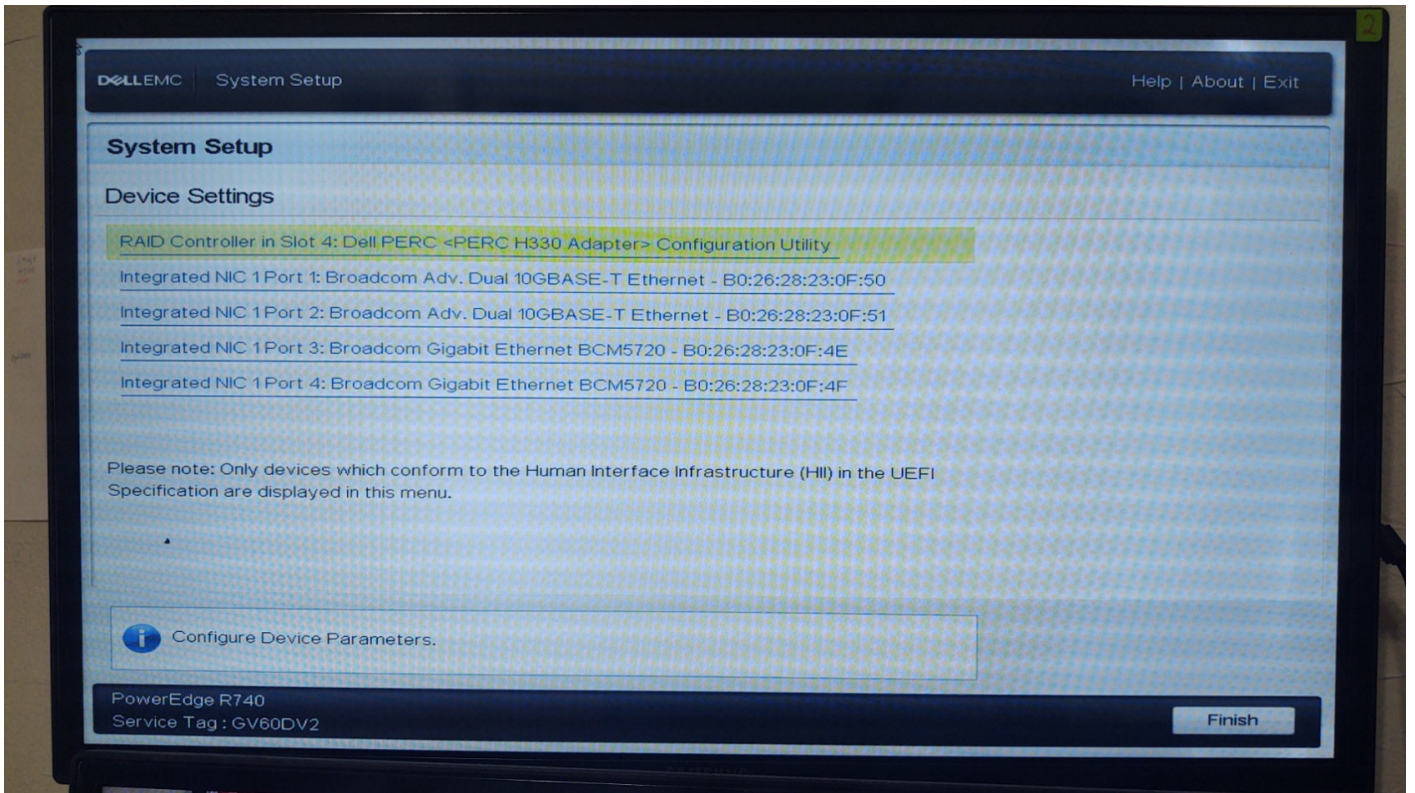 2
DELLEMC System Setup
Help | About | Exit
System Setup
Device Settings
RAID Controller in Slot 4: Dell PERC <PERC H330 Adapter> Configuration Utility
Integrated NIC 1 Port 1: Broadcom Adv. Dual 10GBASE-T Ethernet - B0:26:28:23:0F:50
Integrated NIC 1 Port 2: Broadcom Adv. Dual 10GBASE-T Ethernet - B0:26:28:23:0F:51
Integrated NIC 1 Port 3: Broadcom Gigabit Ethernet BCM5720 - B0:26:28:23:0F:4E
Integrated NIC 1 Port 4: Broadcom Gigabit Ethernet BCM5720 - B0:26:28:23:0F:4F
Please note: Only devices which conform to the Human Interface Infrastructure (HII) in the UEFI
Specification are displayed in this menu.
Configure Device Parameters.
PowerEdge R740
Service Tag : GV60DV2
Finish